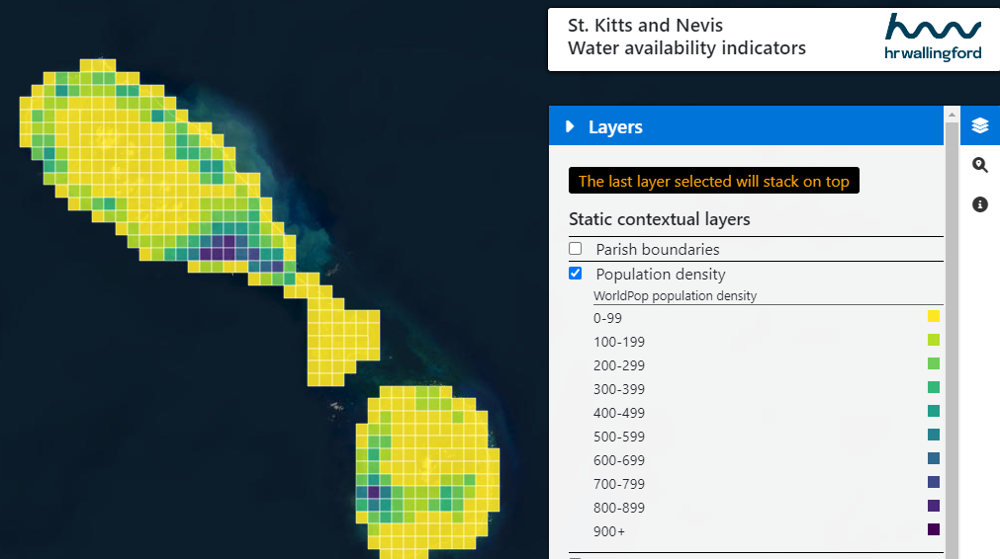 St. Kitts and Nevis
Water availability indicators
hrwallingford
Layers
The last layer selected will stack on top
Static contextual layers
Parish boundaries
Population density
WorldPop population density
0-99
100-199
200-299
300-399
400-499
500-599
600-699
700-799
800-899
900+